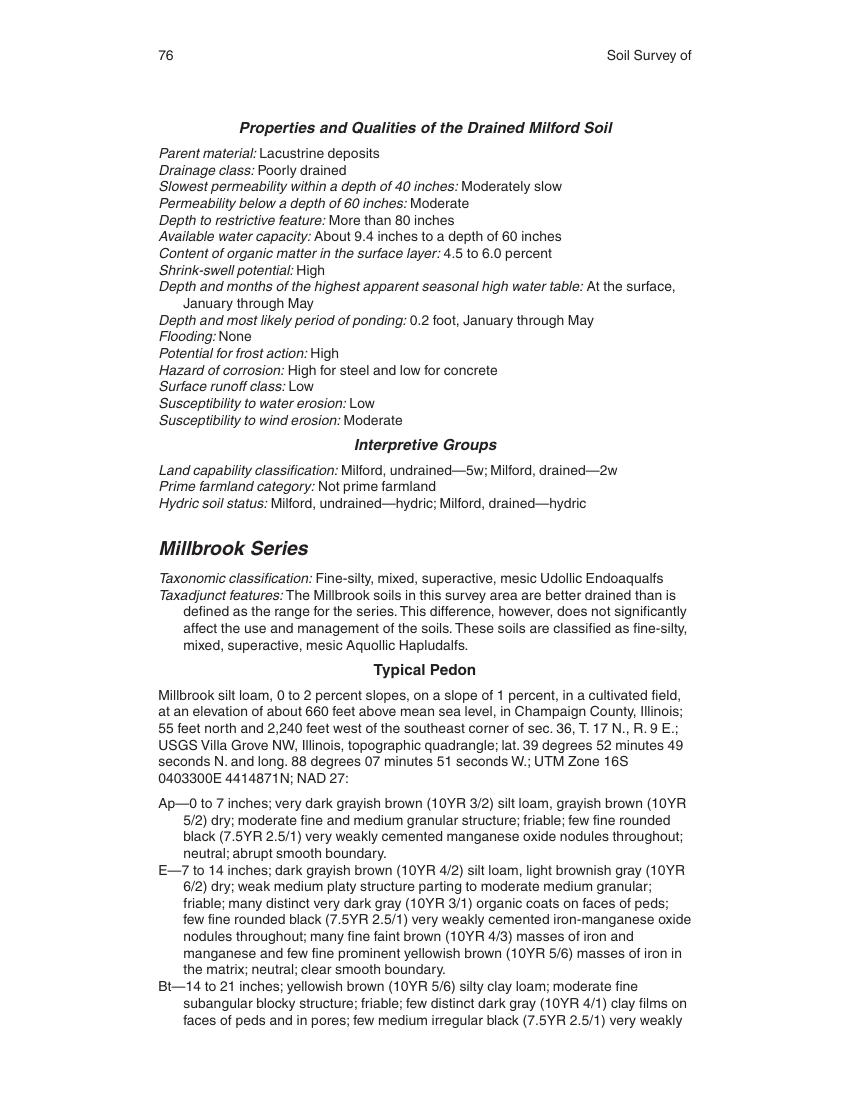 76
Soil Survey of
Properties and Qualities of the Drained Milford Soil
Parent material: Lacustrine deposits
Drainage class: Poorly drained
Slowest permeability within a depth of 40 inches: Moderately slow
Permeability below a depth of 60 inches: Moderate
Depth to restrictive feature: More than 80 inches
Available water capacity: About 9.4 inches to a depth of 60 inches
Content of organic matter in the surface layer: 4.5 to 6.0 percent
Shrink-swell potential: High
Depth and months of the highest apparent seasonal high water table: At the surface,
January through May
Depth and most likely period of ponding: 0.2 foot, January through May
Flooding: None
Potential for frost action: High
Hazard of corrosion: High for steel and low for concrete
Surface runoff class: Low
Susceptibility to water erosion: Low
Susceptibility to wind erosion: Moderate
Interpretive Groups
Land capability classification: Milford, undrained—5w; Milford, drained—2w
Prime farmland category: Not prime farmland
Hydric soil status: Milford, undrained—hydric; Milford, drained—hydric
Millbrook Series
Taxonomic classification: Fine-silty, mixed, superactive, mesic Udollic Endoaqualfs
Taxadjunct features: The Millbrook soils in this survey area are better drained than is
defined as the range for the series. This difference, however, does not significantly
affect the use and management of the soils. These soils are classified as fine-silty,
mixed, superactive, mesic Aquollic Hapludalfs.
Typical Pedon
Millbrook silt loam, 0 to 2 percent slopes, on a slope of 1 percent, in a cultivated field,
at an elevation of about 660 feet above mean sea level, in Champaign County, Illinois;
55 feet north and 2,240 feet west of the southeast corner of sec. 36, T. 17 N., R. 9 E.;
USGS Villa Grove NW, Illinois, topographic quadrangle; lat. 39 degrees 52 minutes 49
seconds N. and long. 88 degrees 07 minutes 51 seconds W.; UTM Zone 16S
0403300E 4414871N; NAD 27:
Ap—0 to 7 inches; very dark grayish brown (10YR 3/2) silt loam, grayish brown (10YR
5/2) dry; moderate fine and medium granular structure; friable; few fine rounded
black (7.5YR 2.5/1) very weakly cemented manganese oxide nodules throughout;
neutral; abrupt smooth boundary.
E—7 to 14 inches; dark grayish brown (10YR 4/2) silt loam, light brownish gray (10YR
6/2) dry; weak medium platy structure parting to moderate medium granular;
friable; many distinct very dark gray (10YR 3/1) organic coats on faces of peds;
few fine rounded black (7.5YR 2.5/1) very weakly cemented iron-manganese oxide
nodules throughout; many fine faint brown (10YR 4/3) masses of iron and
manganese and few fine prominent yellowish brown (10YR 5/6) masses of iron in
the matrix; neutral; clear smooth boundary.
Bt—14 to 21 inches; yellowish brown (10YR 5/6) silty clay loam; moderate fine
subangular blocky structure; friable; few distinct dark gray (10YR 4/1) clay films on
faces of peds and in pores; few medium irregular black (7.5YR 2.5/1) very weakly